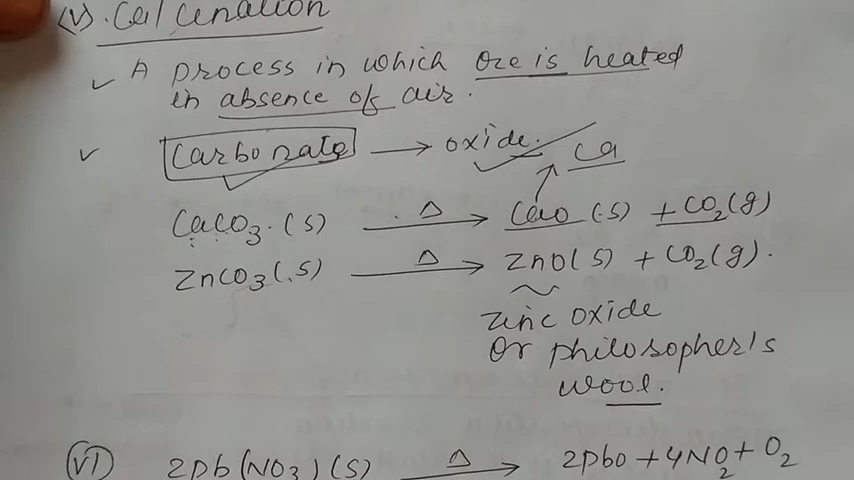 (V). Calcination
✓ A process in which ore is heated
in absence of air.
✓ Carbonate → oxide. Ca
CaCO₃.(s) —Δ→ CaO(s) + CO₂(g)
ZnCO₃(s) —Δ→ ZnO(s) + CO₂(g).
Zinc oxide
Or philosopher's
wool.
(VI) 2Pb(NO₃)(s) —Δ→ 2Pbo + 4NO₂ + O₂